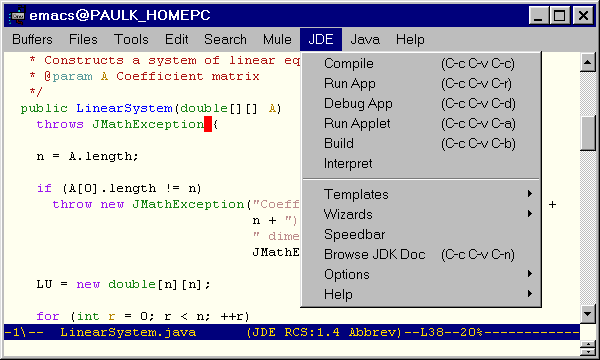 emacs@PAULK_HOMEPC
Buffers Files Tools Edit Search Mule JDE Java Help
* Constructs a system of linear equ
* @param A Coefficient matrix
*/
public LinearSystem(double[][] A)
throws JMathException {
n = A.length;
if (A[0].length != n)
throw new JMathException("Coeff +
n + ")
" dime
JMathE
LU = new double[n][n];
for (int r = 0; r < n; ++r)
Compile (C-c C-v C-c)
Run App (C-c C-v C-r)
Debug App (C-c C-v C-d)
Run Applet (C-c C-v C-a)
Build (C-c C-v C-b)
Interpret
Templates
Wizards
Speedbar
Browse JDK Doc (C-c C-v C-n)
Options
Help
-1\-- LinearSystem.java (JDE RCS:1.4 Abbrev)--L38--20%------------